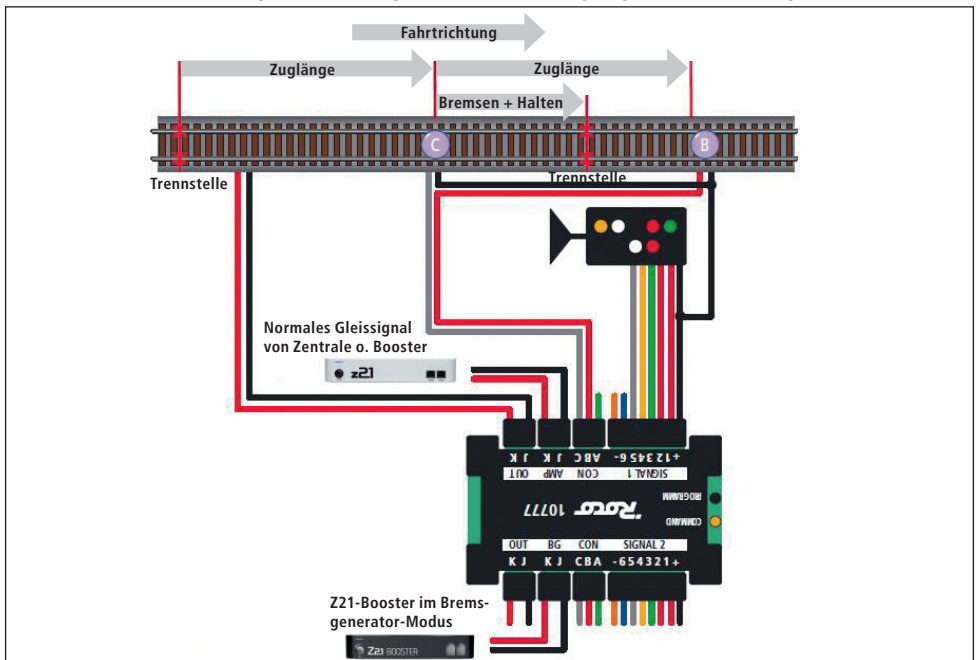 Fahrtrichtung
Zuglänge
Zuglänge
Bremsen + Halten
C
B
Trennstelle
Trennstelle
Normales Gleissignal
von Zentrale o. Booster
z21
K J K J A B C - 6 5 4 3 2 1 +
OUT AMP CON SIGNAL 1
PROGRAMM
COMMAND
Roco 10777
OUT BG CON SIGNAL 2
K J K J C B A - 6 5 4 3 2 1 +
Z21-Booster im Brems-
generator-Modus
Z21 BOOSTER